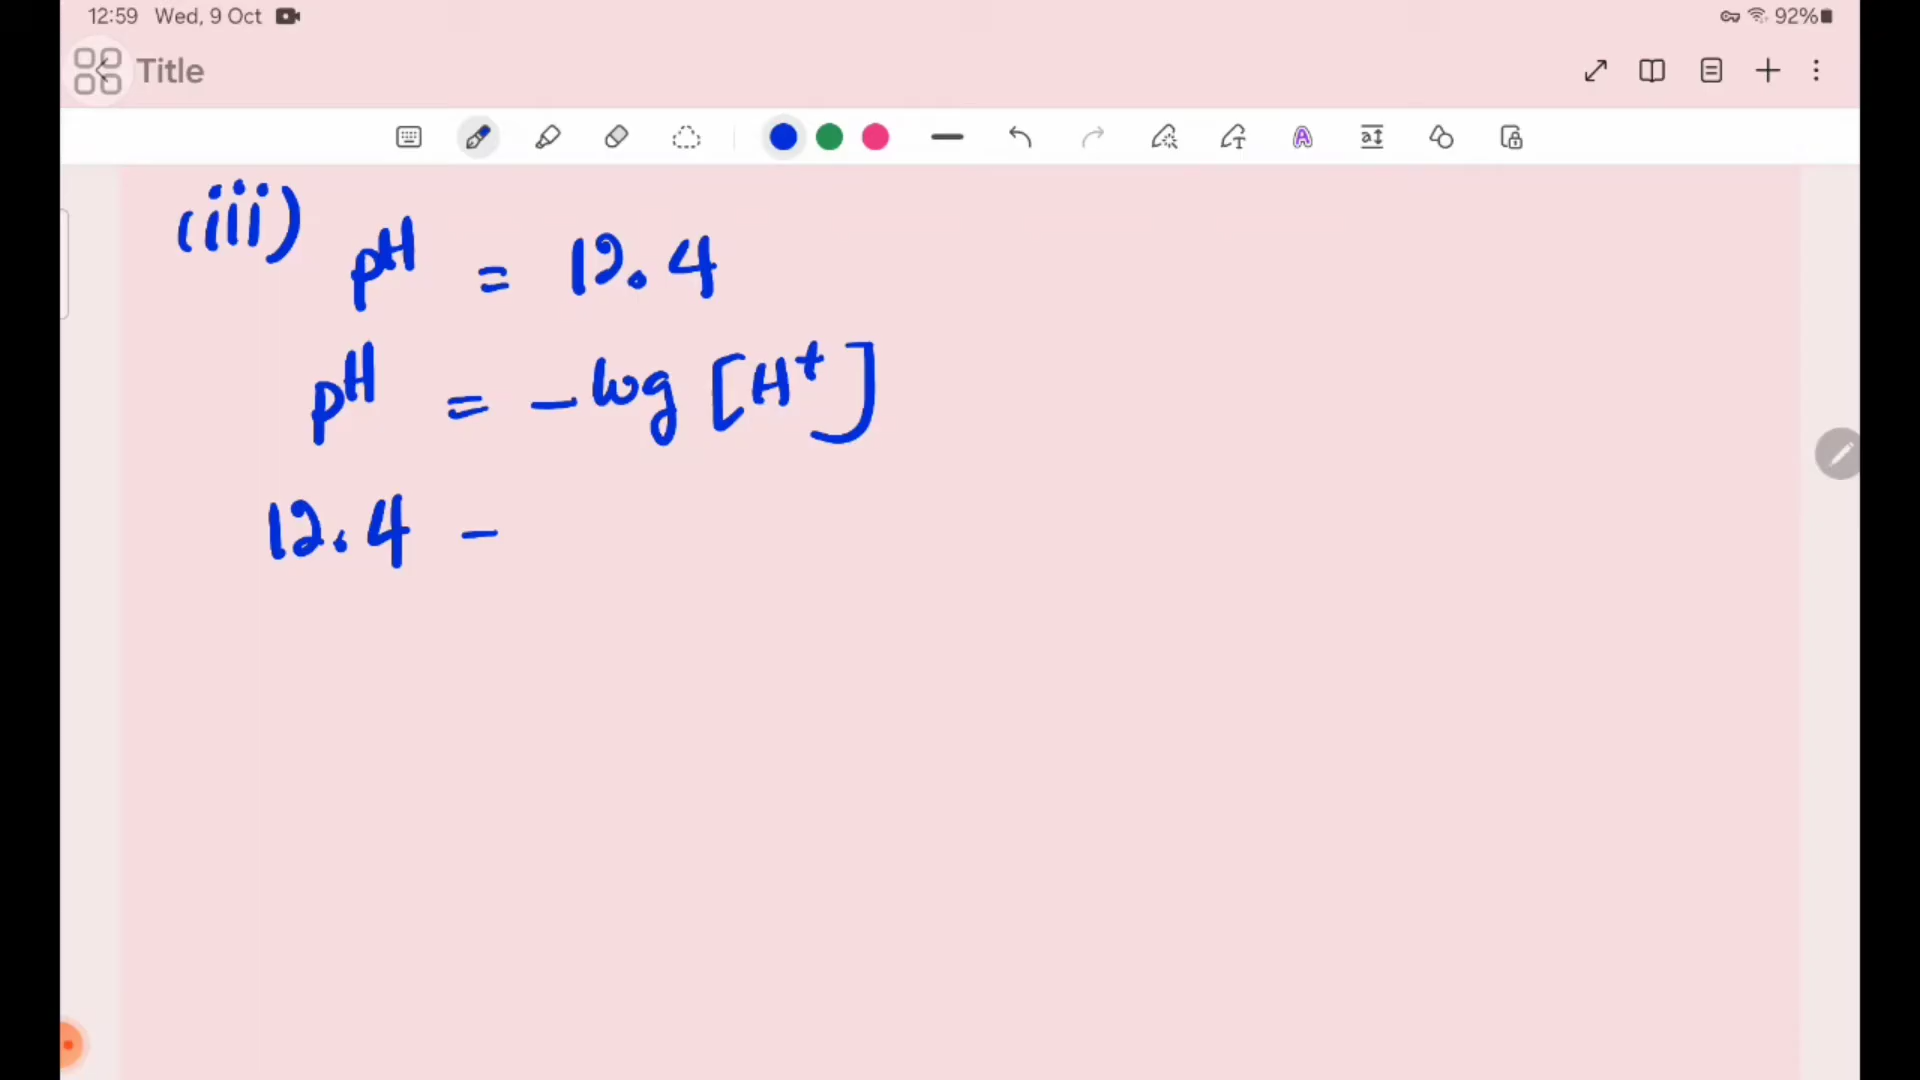 12:59 Wed, 9 Oct 92%
Title
(iii)
pH = 12.4
pH = -log [H⁺]
12.4 -